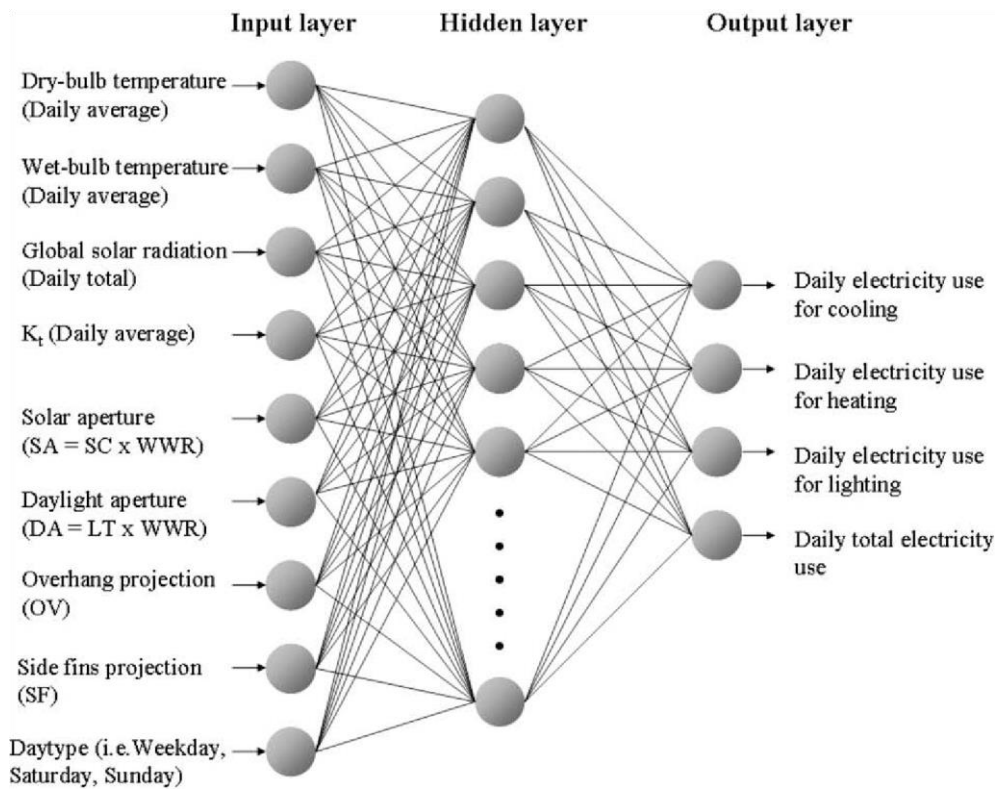 Input layer
Hidden layer
Output layer
Dry-bulb temperature
(Daily average)
Wet-bulb temperature
(Daily average)
Global solar radiation
(Daily total)
Kt (Daily average)
Solar aperture
(SA = SC x WWR)
Daylight aperture
(DA = LT x WWR)
Overhang projection
(OV)
Side fins projection
(SF)
Daytype (i.e.Weekday,
Saturday, Sunday)
Daily electricity use
for cooling
Daily electricity use
for heating
Daily electricity use
for lighting
Daily total electricity
use